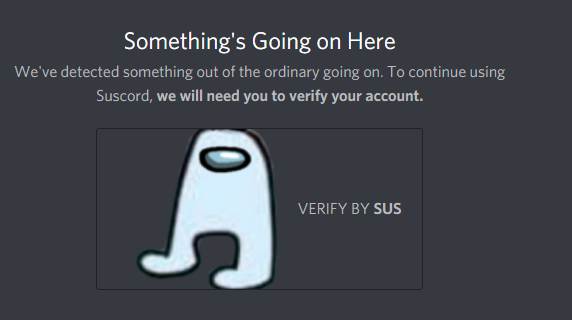 Something's Going on Here
We've detected something out of the ordinary going on. To continue using
Suscord, we will need you to verify your account.
VERIFY BY SUS